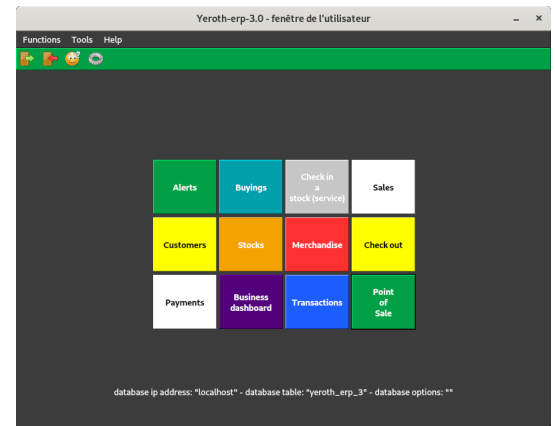 Yeroth-erp-3.0 - fenêtre de l'utilisateur
Functions Tools Help
Alerts
Buyings
Check in
a
stock (service)
Sales
Customers
Stocks
Merchandise
Check out
Payments
Business
dashboard
Transactions
Point
of
Sale
database ip address: "localhost" - database table: "yeroth_erp_3" - database options: ""